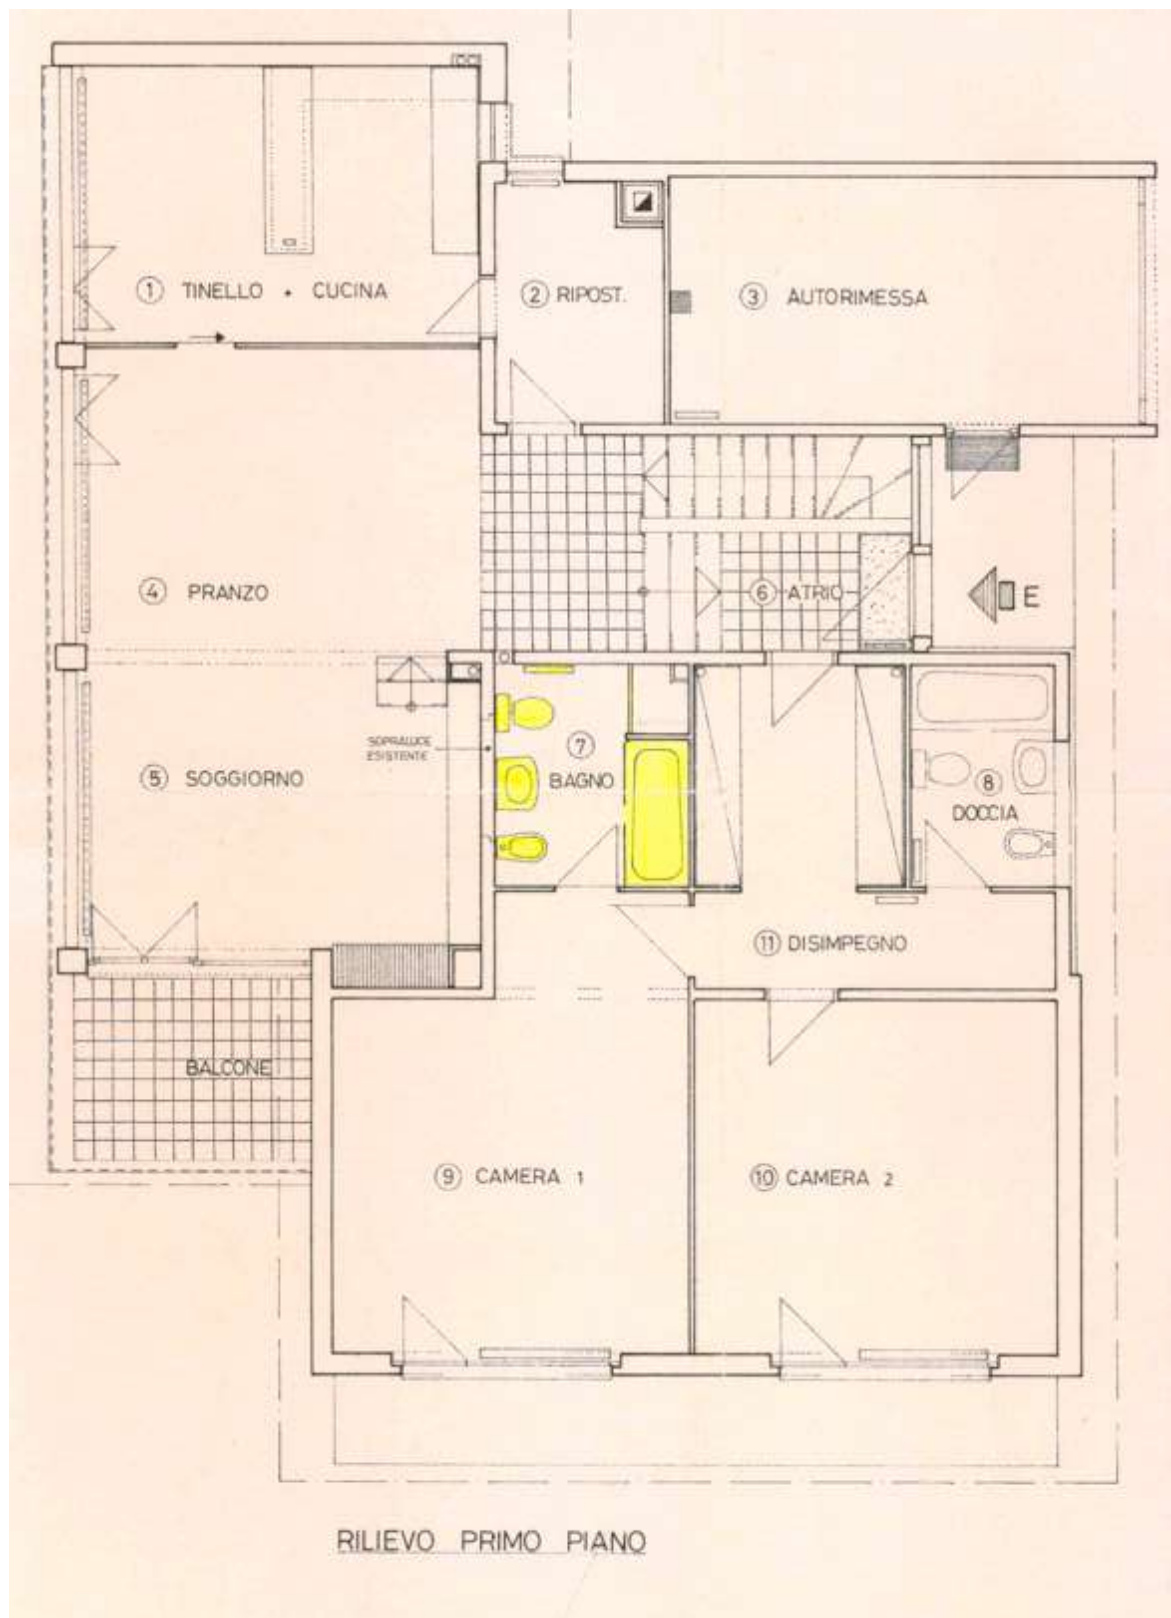 ① TINELLO + CUCINA
② RIPOST.
③ AUTORIMESSA
④ PRANZO
⑥ ATRIO
E
SOPRALUCE
ESISTENTE
⑤ SOGGIORNO
⑦
BAGNO
⑧
DOCCIA
⑪ DISIMPEGNO
BALCONE
⑨ CAMERA 1
⑩ CAMERA 2
RILIEVO PRIMO PIANO